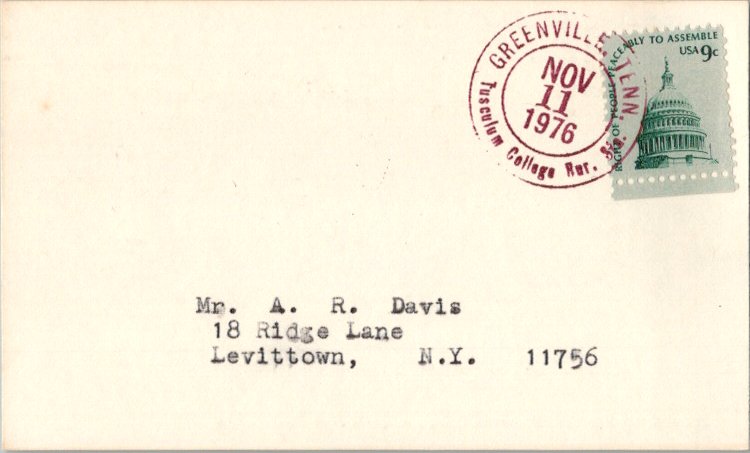 GREENVILLE, TENN.
NOV
11
1976
Tusculum College Rur. Sta.
RIGHT OF PEOPLE PEACEABLY TO ASSEMBLE
USA 9c
Mr. A. R. Davis
18 Ridge Lane
Levittown, N.Y. 11756